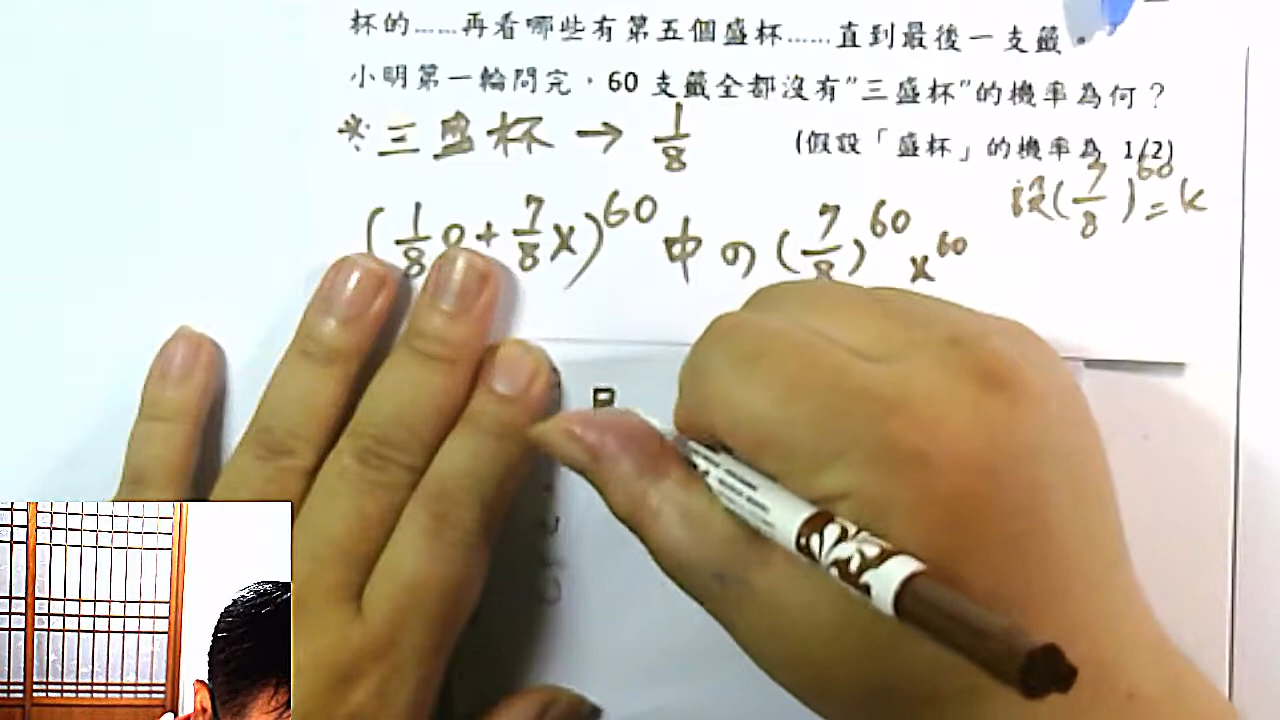 杯的……再看哪些有第五個盛杯……直到最後一支籤。
小明第一輪問完，60 支籤全都沒有"三盛杯"的機率為何？
(假設「盛杯」的機率為 1/2)
※三盛杯 → 1/8
設(7/8)^60 = k
(1/8 o + 7/8 x)^60 中の (7/8)^60 x^60